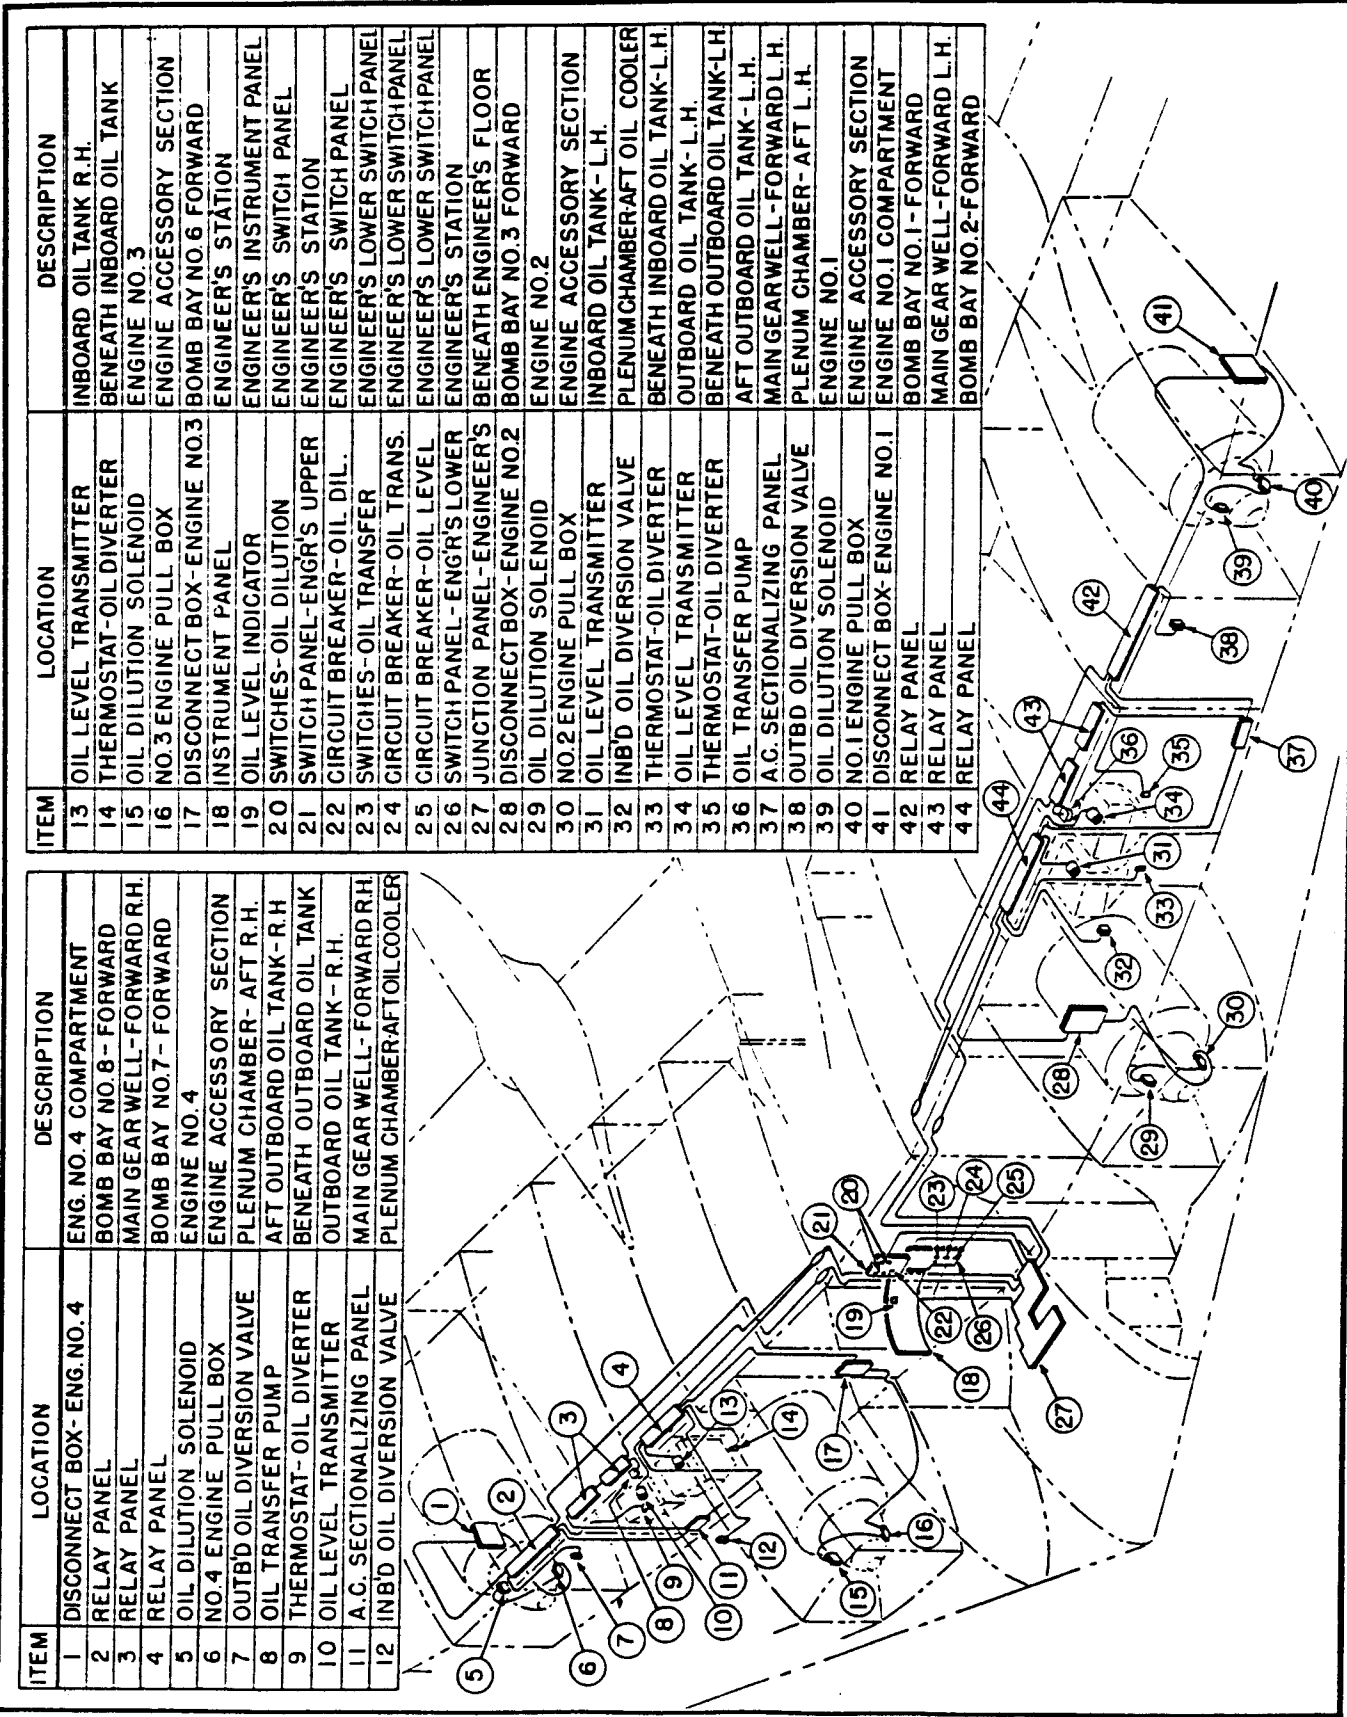 ITEM LOCATION DESCRIPTION
1 DISCONNECT BOX-ENG. NO. 4 ENG. NO. 4 COMPARTMENT
2 RELAY PANEL BOMB BAY NO. 8-FORWARD
3 RELAY PANEL MAIN GEAR WELL-FORWARD R.H.
4 RELAY PANEL BOMB BAY NO. 7-FORWARD
5 OIL DILUTION SOLENOID ENGINE NO. 4
6 NO. 4 ENGINE PULL BOX ENGINE ACCESSORY SECTION
7 OUTB'D OIL DIVERSION VALVE PLENUM CHAMBER-AFT R.H.
8 OIL TRANSFER PUMP AFT OUTBOARD OIL TANK-R.H
9 THERMOSTAT-OIL DIVERTER BENEATH OUTBOARD OIL TANK
10 OIL LEVEL TRANSMITTER OUTBOARD OIL TANK-R.H.
11 A.C. SECTIONALIZING PANEL MAIN GEAR WELL-FORWARD R.H.
12 INB'D OIL DIVERSION VALVE PLENUM CHAMBER-AFT OIL COOLER
ITEM LOCATION DESCRIPTION
13 OIL LEVEL TRANSMITTER INBOARD OIL TANK R.H.
14 THERMOSTAT-OIL DIVERTER BENEATH INBOARD OIL TANK
15 OIL DILUTION SOLENOID ENGINE NO. 3
16 NO. 3 ENGINE PULL BOX ENGINE ACCESSORY SECTION
17 DISCONNECT BOX-ENGINE NO. 3 BOMB BAY NO. 6 FORWARD
18 INSTRUMENT PANEL ENGINEER'S STATION
19 OIL LEVEL INDICATOR ENGINEER'S INSTRUMENT PANEL
20 SWITCHES-OIL DILUTION ENGINEER'S SWITCH PANEL
21 SWITCH PANEL-ENGR'S UPPER ENGINEER'S STATION
22 CIRCUIT BREAKER-OIL DIL. ENGINEER'S SWITCH PANEL
23 SWITCHES-OIL TRANSFER ENGINEER'S LOWER SWITCH PANEL
24 CIRCUIT BREAKER-OIL TRANS. ENGINEER'S LOWER SWITCH PANEL
25 CIRCUIT BREAKER-OIL LEVEL ENGINEER'S LOWER SWITCH PANEL
26 SWITCH PANEL-ENG'R'S LOWER ENGINEER'S STATION
27 JUNCTION PANEL-ENGINEER'S BENEATH ENGINEER'S FLOOR
28 DISCONNECT BOX-ENGINE NO. 2 BOMB BAY NO. 3 FORWARD
29 OIL DILUTION SOLENOID ENGINE NO. 2
30 NO. 2 ENGINE PULL BOX ENGINE ACCESSORY SECTION
31 OIL LEVEL TRANSMITTER INBOARD OIL TANK-L.H.
32 INB'D OIL DIVERSION VALVE PLENUM CHAMBER-AFT OIL COOLER
33 THERMOSTAT-OIL DIVERTER BENEATH INBOARD OIL TANK-L.H.
34 OIL LEVEL TRANSMITTER OUTBOARD OIL TANK-L.H.
35 THERMOSTAT-OIL DIVERTER BENEATH OUTBOARD OIL TANK-LH
36 OIL TRANSFER PUMP AFT OUTBOARD OIL TANK-L.H.
37 A.C. SECTIONALIZING PANEL MAIN GEAR WELL-FORWARD L.H.
38 OUTBD OIL DIVERSION VALVE PLENUM CHAMBER-AFT L.H.
39 OIL DILUTION SOLENOID ENGINE NO. 1
40 NO. 1 ENGINE PULL BOX ENGINE ACCESSORY SECTION
41 DISCONNECT BOX-ENGINE NO. 1 ENGINE NO. 1 COMPARTMENT
42 RELAY PANEL BOMB BAY NO. 1-FORWARD
43 RELAY PANEL MAIN GEAR WELL-FORWARD L.H.
44 RELAY PANEL BOMB BAY NO. 2-FORWARD
1
2
3
4
5
6
7
8
9
10
11
12
13
14
15
16
17
18
19
20
21
22
23
24
25
26
27
28
29
30
31
32
33
34
35
36
37
38
39
40
41
42
43
44